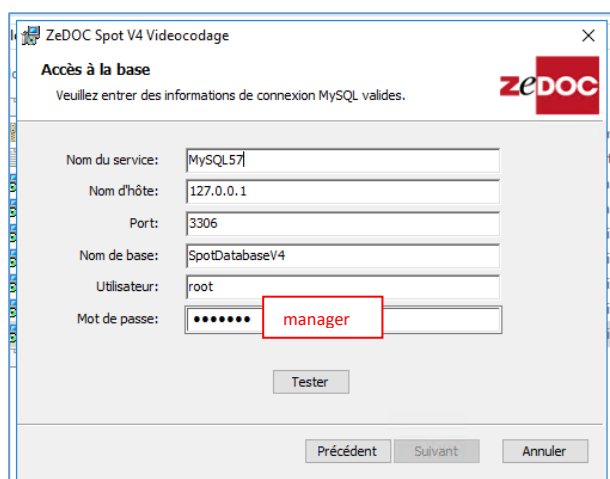 ZeDOC Spot V4 Videocodage
Accès à la base
Veuillez entrer des informations de connexion MySQL valides.
ZeDOC
Nom du service: MySQL57
Nom d'hôte: 127.0.0.1
Port: 3306
Nom de base: SpotDatabaseV4
Utilisateur: root
Mot de passe: ●●●●●●● manager
Tester
Précédent Suivant Annuler